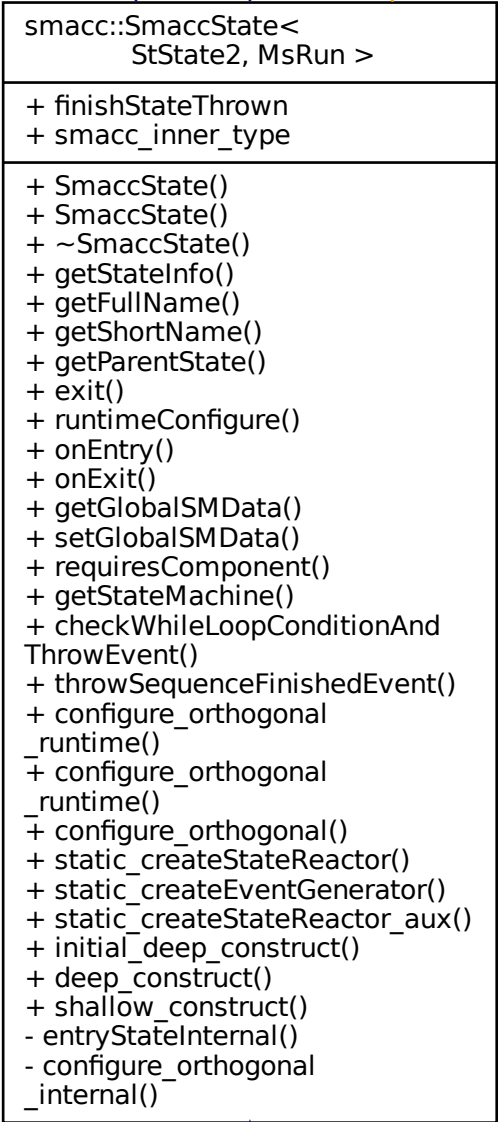 smacc::SmaccState<
StState2, MsRun >
+ finishStateThrown
+ smacc_inner_type
+ SmaccState()
+ SmaccState()
+ ~SmaccState()
+ getStateInfo()
+ getFullName()
+ getShortName()
+ getParentState()
+ exit()
+ runtimeConfigure()
+ onEntry()
+ onExit()
+ getGlobalSMData()
+ setGlobalSMData()
+ requiresComponent()
+ getStateMachine()
+ checkWhileLoopConditionAnd
ThrowEvent()
+ throwSequenceFinishedEvent()
+ configure_orthogonal
_runtime()
+ configure_orthogonal
_runtime()
+ configure_orthogonal()
+ static_createStateReactor()
+ static_createEventGenerator()
+ static_createStateReactor_aux()
+ initial_deep_construct()
+ deep_construct()
+ shallow_construct()
- entryStateInternal()
- configure_orthogonal
_internal()